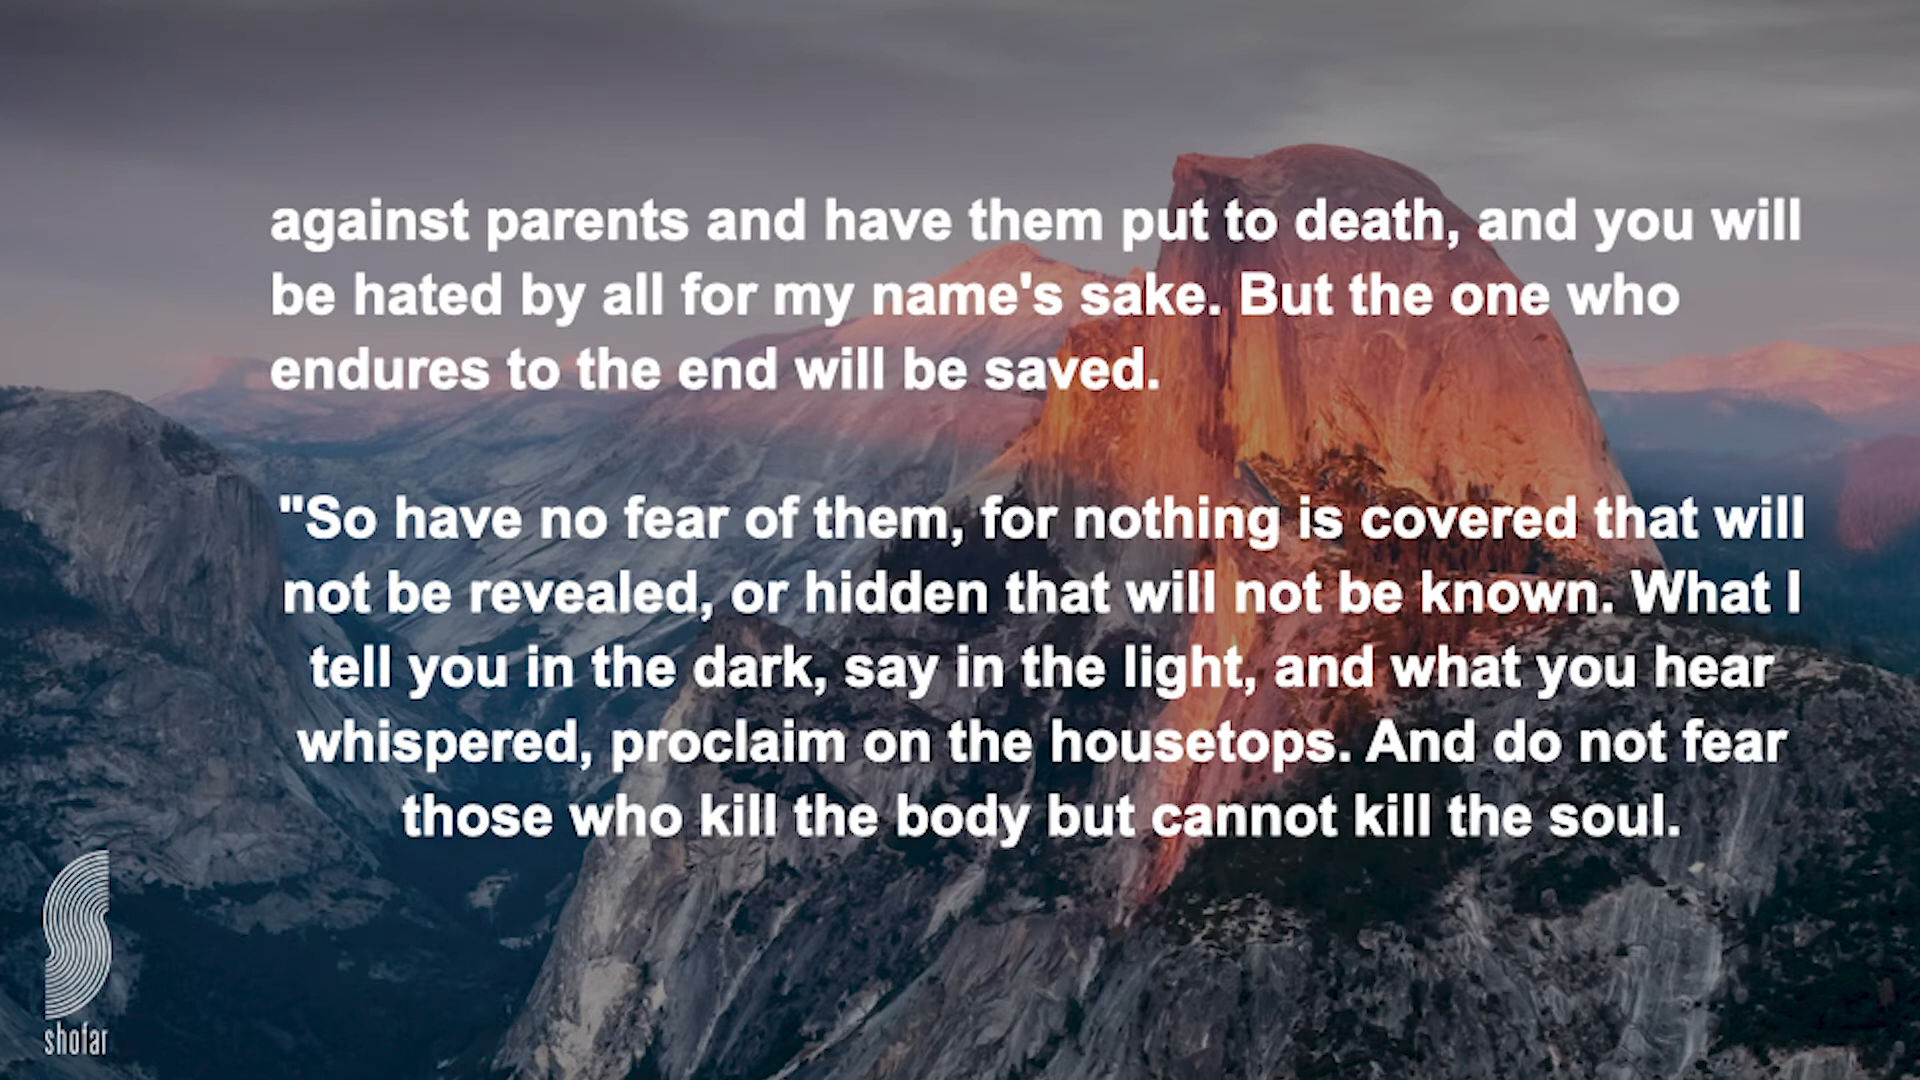 against parents and have them put to death, and you will
be hated by all for my name's sake. But the one who
endures to the end will be saved.
"So have no fear of them, for nothing is covered that will
not be revealed, or hidden that will not be known. What I
tell you in the dark, say in the light, and what you hear
whispered, proclaim on the housetops. And do not fear
those who kill the body but cannot kill the soul.
shofar